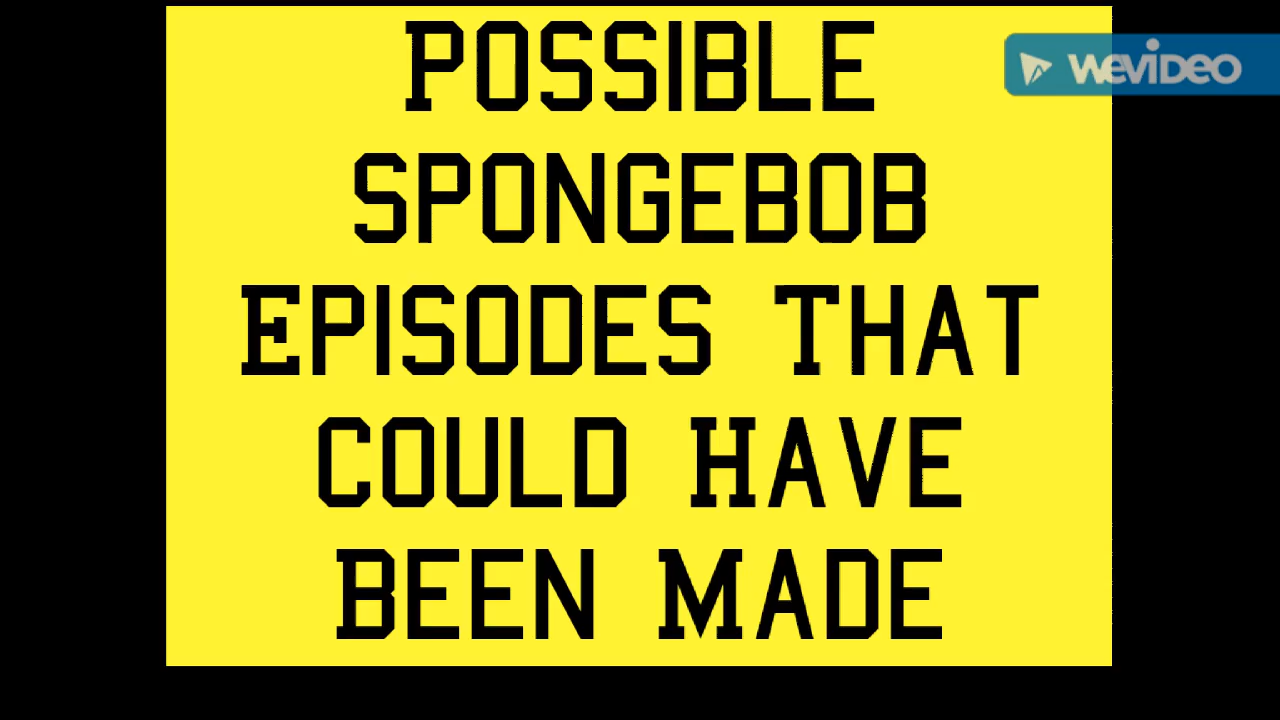 POSSIBLE
SPONGEBOB
EPISODES THAT
COULD HAVE
BEEN MADE
WEVIDEO